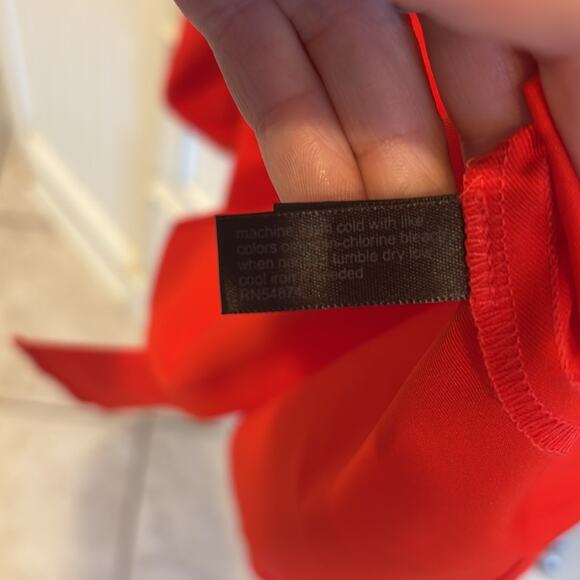 machine wash cold with like
colors only non-chlorine bleach
when needed tumble dry low
cool iron if needed
RN54874